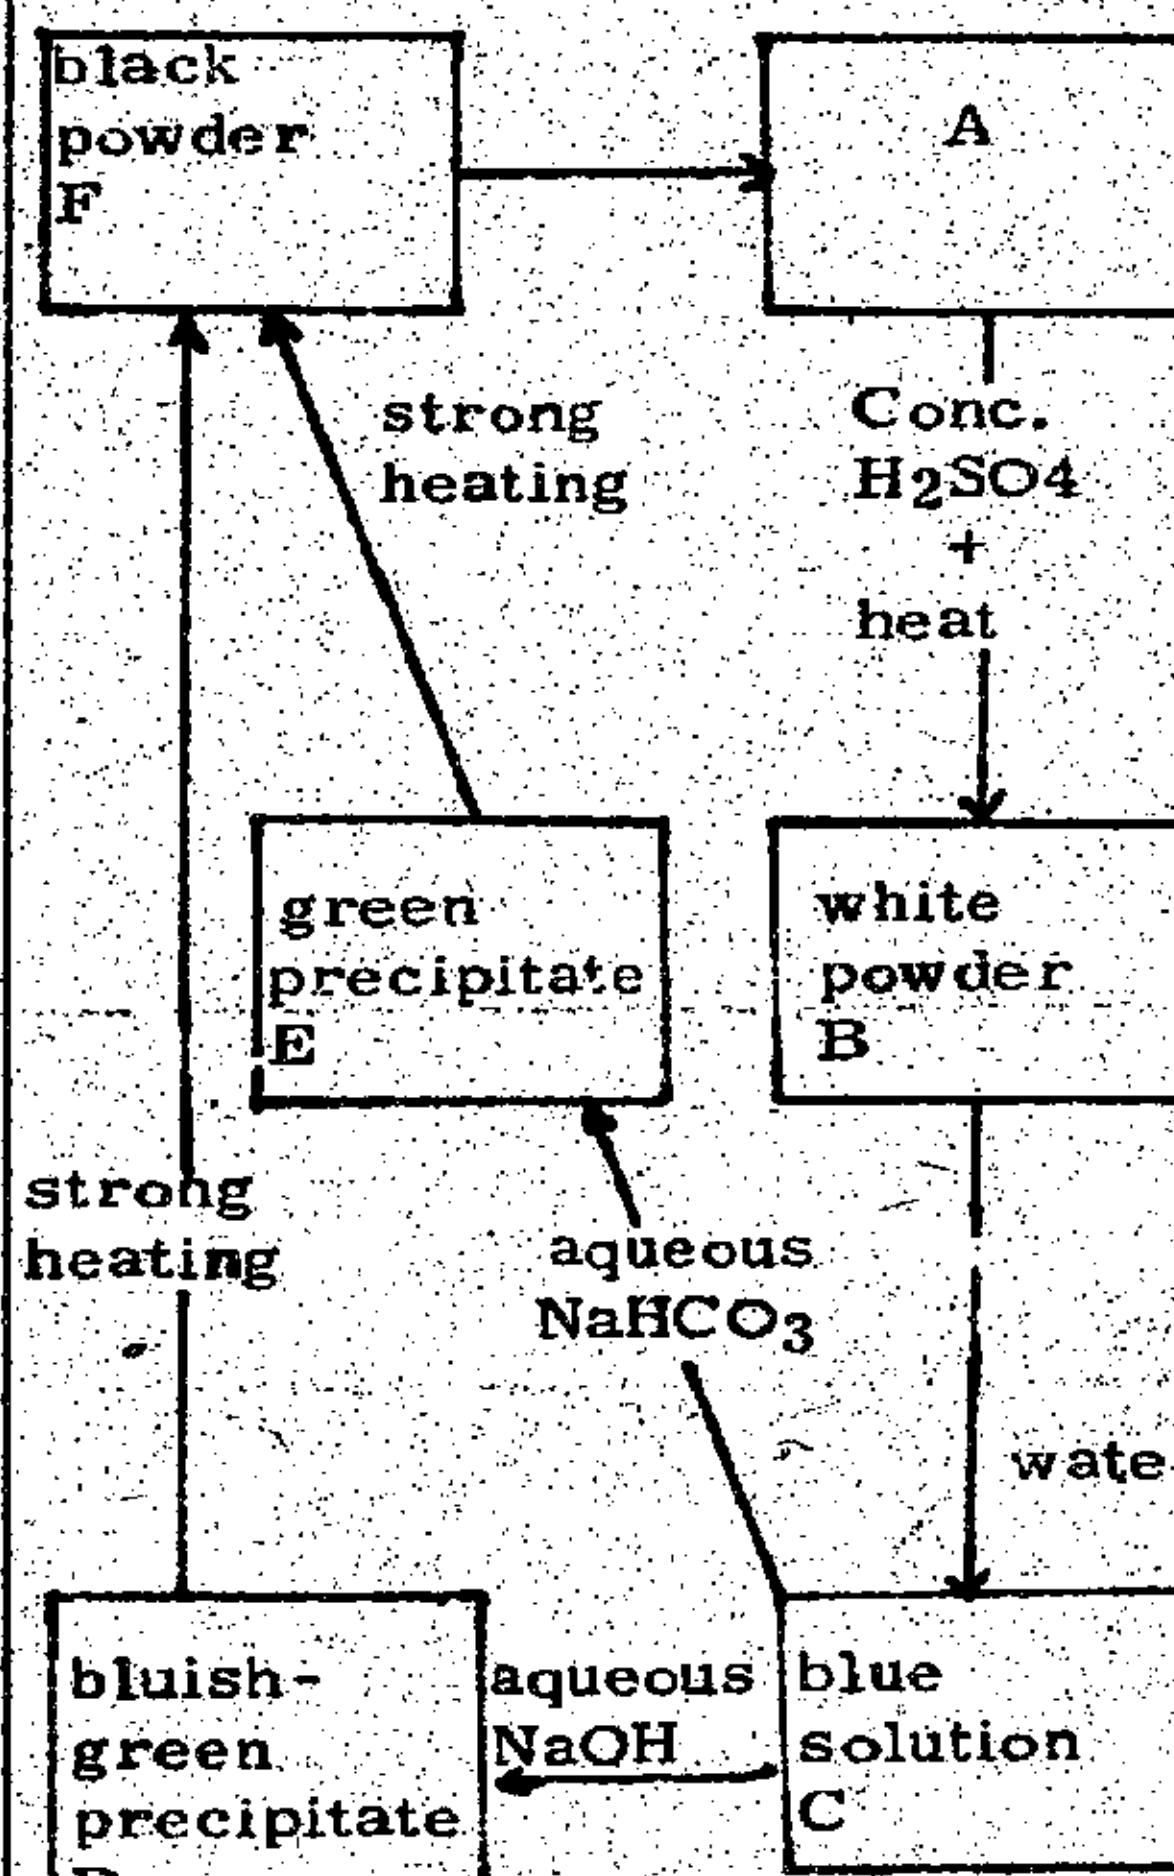 black
powder
F
A
strong
heating
Conc.
H2SO4
+
heat
green
precipitate
E
white
powder
B
strong
heating
aqueous
NaHCO3
wate
bluish-
green
precipitate
aqueous
NaOH
blue
solution
C